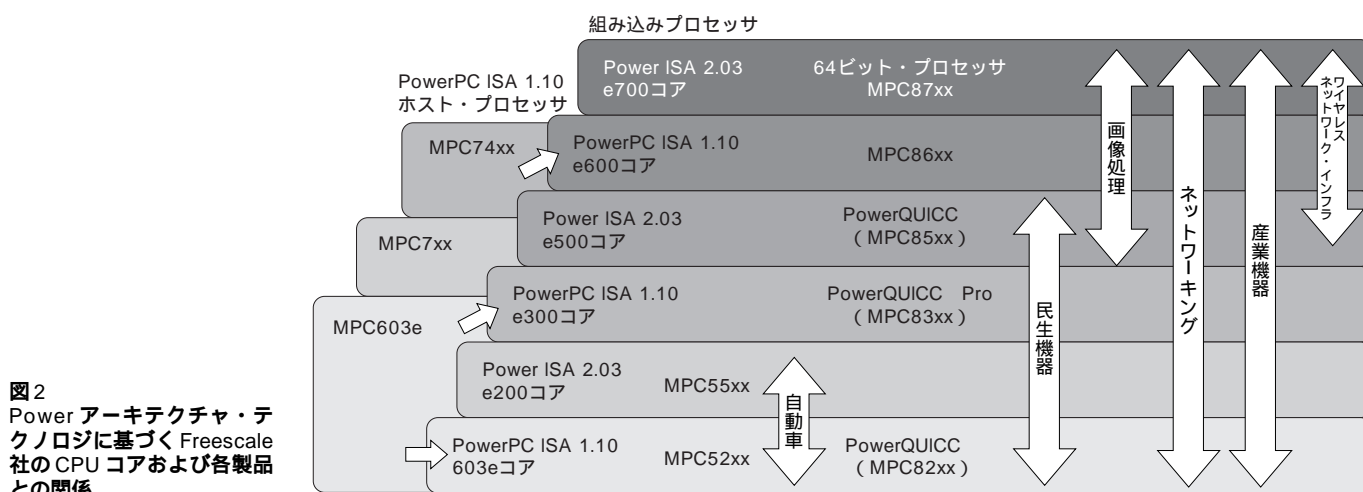 組み込みプロセッサ
PowerPC ISA 1.10
ホスト・プロセッサ
Power ISA 2.03
e700コア
64ビット・プロセッサ
MPC87xx
MPC74xx
PowerPC ISA 1.10
e600コア
MPC86xx
MPC7xx
Power ISA 2.03
e500コア
PowerQUICC
(MPC85xx)
MPC603e
PowerPC ISA 1.10
e300コア
PowerQUICC Pro
(MPC83xx)
Power ISA 2.03
e200コア
MPC55xx
PowerPC ISA 1.10
603eコア
MPC52xx
PowerQUICC
(MPC82xx)
自動車
民生機器
画像処理
ネットワーキング
産業機器
ワイヤレス
ネットワーク・インフラ
図2
Power アーキテクチャ・テ
クノロジに基づく Freescale
社の CPU コアおよび各製品
との関係